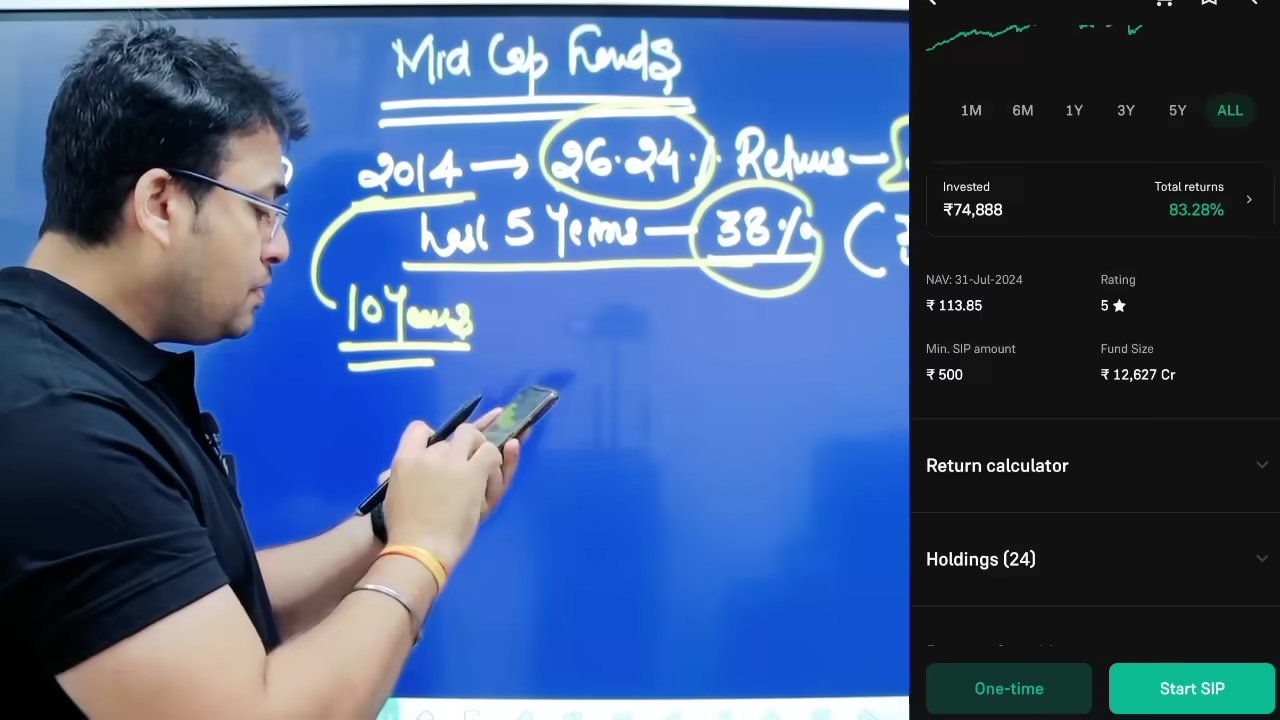 Mid Cap Funds
2014 → 26.24% Returns –
Last 5 Years – 38% (
10 Years
1M 6M 1Y 3Y 5Y ALL
Invested Total returns
₹74,888 83.28%
NAV: 31-Jul-2024 Rating
₹ 113.85 5 ★
Min. SIP amount Fund Size
₹ 500 ₹ 12,627 Cr
Return calculator
Holdings (24)
One-time Start SIP